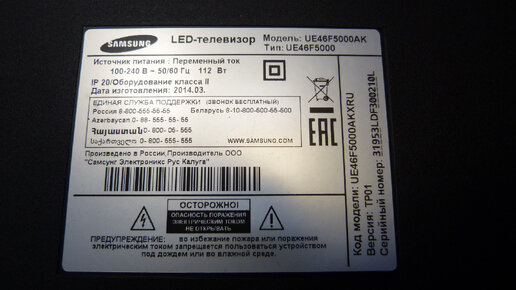 SAMSUNG
LED-телевизор
Модель: UE46F5000AK
Тип: UE46F5000
Источник питания : Переменный ток
100-240 В ~ 50/60 Гц 112 Вт
IP 20/Оборудование класса II
Дата изготовления: 2014.03.
ЕДИНАЯ СЛУЖБА ПОДДЕРЖКИ (ЗВОНОК БЕСПЛАТНЫЙ)
Россия 8-800-555-55-55 Беларусь 8-10-800-500-55-500
Azerbaycan 0- 88- 555- 55- 55
Հայաստան 0- 800- 05- 555
საქართველო 0- 800- 555- 555 WWW.SAMSUNG.COM
Произведено в России Производитель ООО
"Самсунг Электроникс Рус Калуга"
EAC
ОСТОРОЖНО!
ОПАСНОСТЬ ПОРАЖЕНИЯ
ЭЛЕКТРИЧЕСКИМ ТОКОМ
НЕ ОТКРЫВАТЬ
ПРЕДУПРЕЖДЕНИЕ: во избежание пожара или поражения
электрическим током запрещается пользоваться устройством
под дождем или во влажной среде.
Код модели: UE46F5000AKXRU
Версия: TP01
Серийный номер: 31953LDF300210L